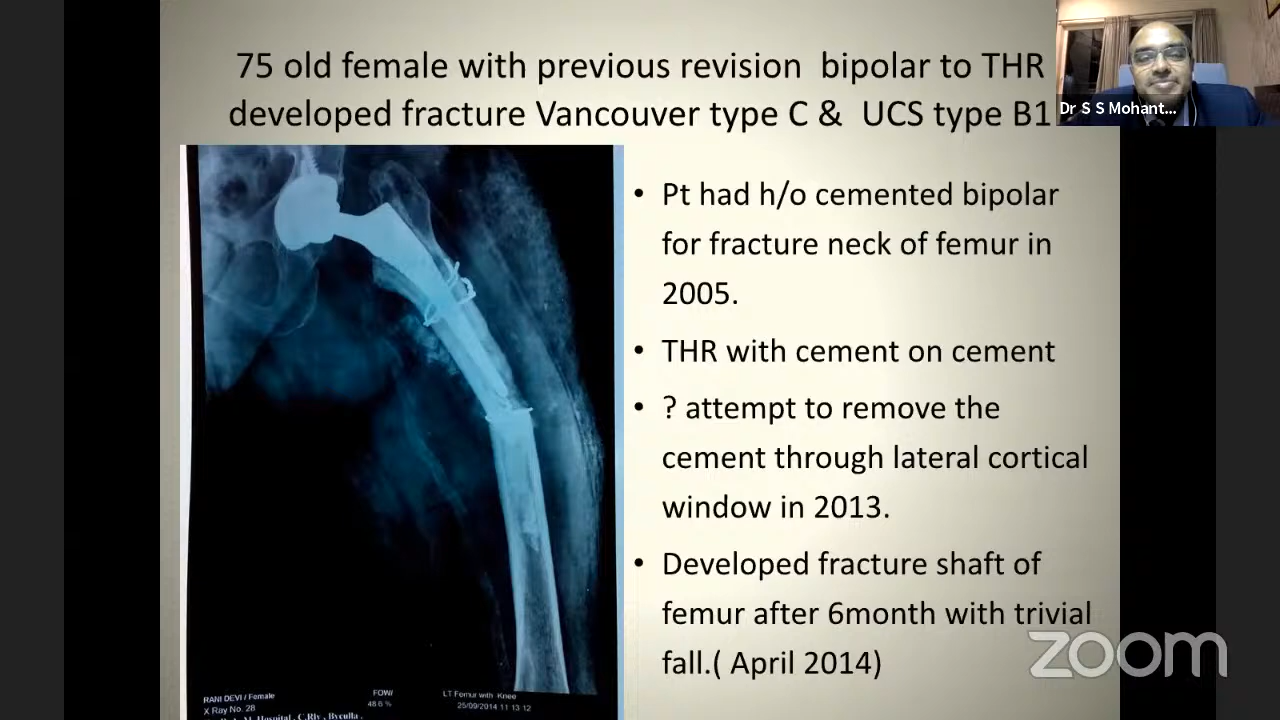 75 old female with previous revision bipolar to THR
developed fracture Vancouver type C & UCS type B1
Dr S S Mohant...
• Pt had h/o cemented bipolar
for fracture neck of femur in
2005.
• THR with cement on cement
• ? attempt to remove the
cement through lateral cortical
window in 2013.
• Developed fracture shaft of
femur after 6month with trivial
fall.( April 2014)
zoom
RANI DEVI / Female
X Ray No. 28
FOW/
48.6 %
LT Femur with Knee
25/09/2014 11 13 12
M. Hospital , C.Rly , Byculla .